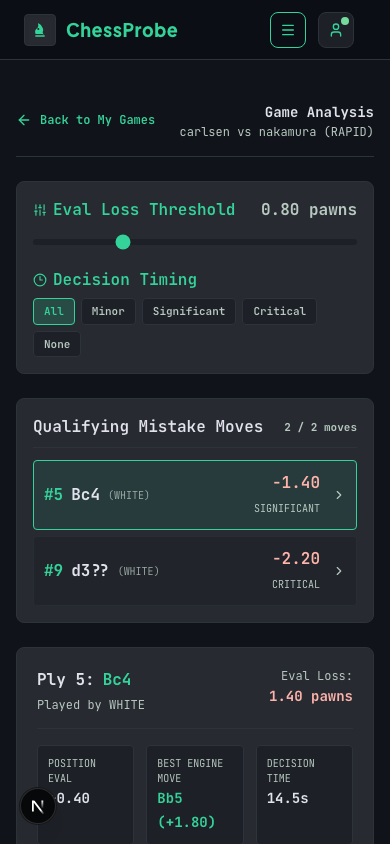 ChessProbe
Back to My Games
Game Analysis
carlsen vs nakamura (RAPID)
Eval Loss Threshold 0.80 pawns
Decision Timing
All Minor Significant Critical
None
Qualifying Mistake Moves 2 / 2 moves
#5 Bc4 (WHITE) -1.40
SIGNIFICANT
#9 d3?? (WHITE) -2.20
CRITICAL
Ply 5: Bc4 Eval Loss:
Played by WHITE 1.40 pawns
POSITION EVAL
0.40
BEST ENGINE MOVE
Bb5 (+1.80)
DECISION TIME
14.5s
N